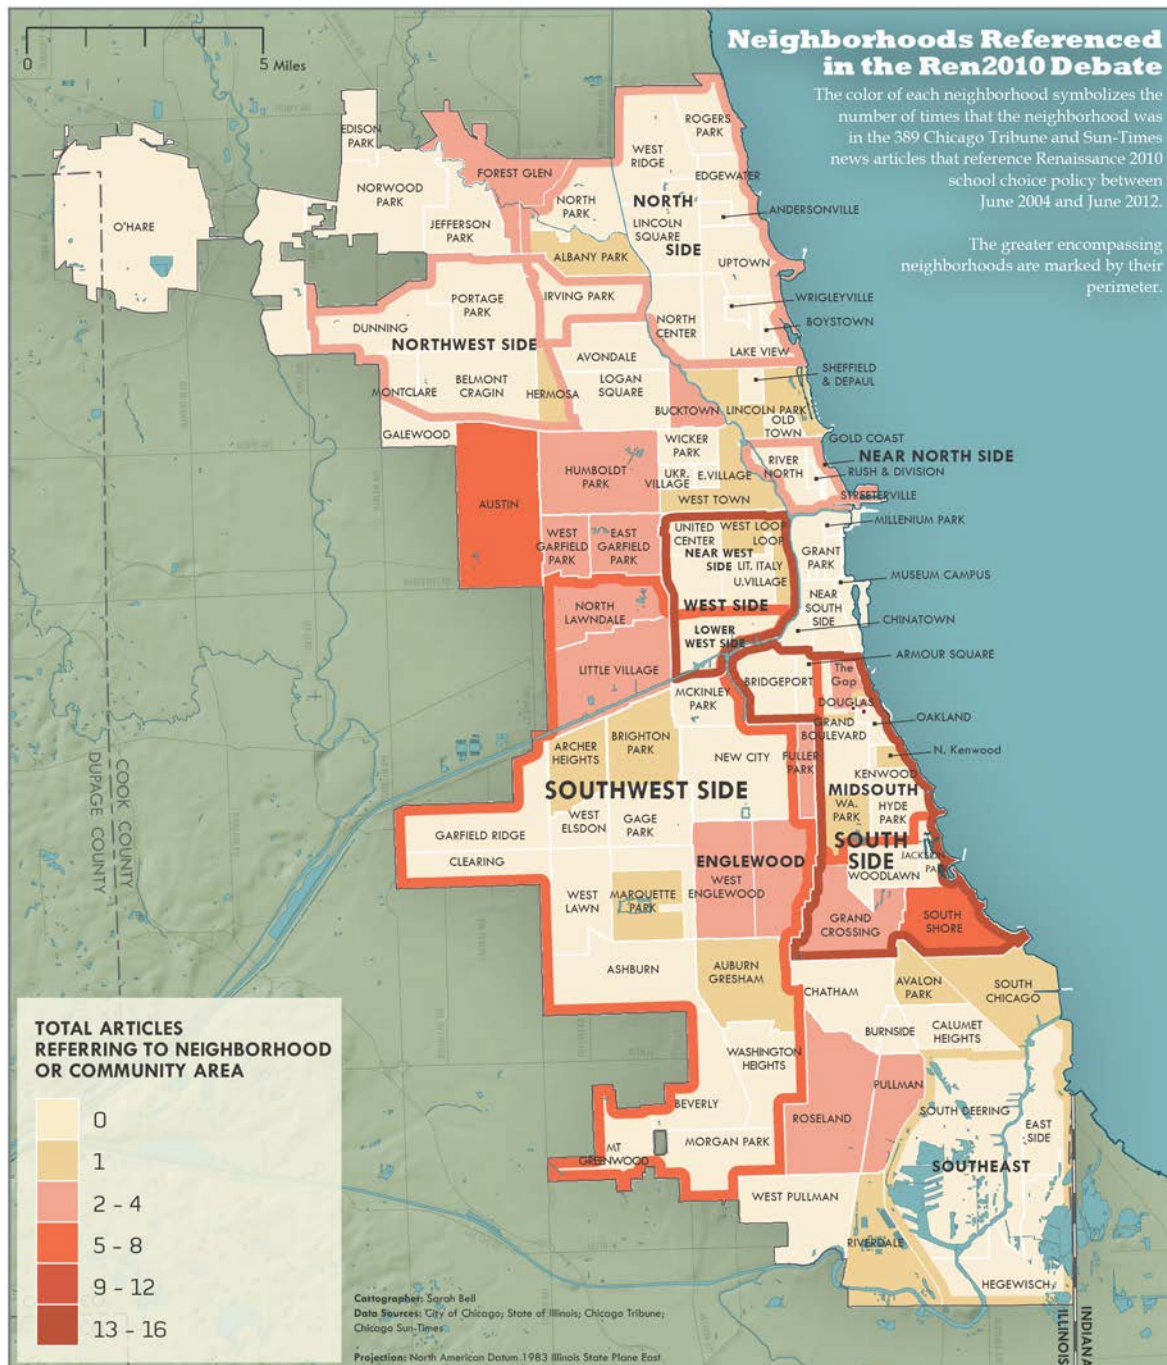 Neighborhoods Referenced
in the Ren2010 Debate
The color of each neighborhood symbolizes the
number of times that the neighborhood was
in the 389 Chicago Tribune and Sun-Times
news articles that reference Renaissance 2010
school choice policy between
June 2004 and June 2012.
The greater encompassing
neighborhoods are marked by their
perimeter.
0
5 Miles
EDISON
PARK
NORWOOD
PARK
O'HARE
JEFFERSON
PARK
FOREST GLEN
NORTH
PARK
ALBANY PARK
ROGERS
PARK
WEST
RIDGE
EDGEWATER
NORTH
SIDE
LINCOLN
SQUARE
ANDERSONVILLE
UPTOWN
WRIGLEYVILLE
BOYSTOWN
NORTH
CENTER
LAKE VIEW
PORTAGE
PARK
IRVING PARK
DUNNING
NORTHWEST SIDE
MONTCLARE
BELMONT
CRAGIN
HERMOSA
AVONDALE
LOGAN
SQUARE
GALEWOOD
SHEFFIELD
& DEPAUL
BUCKTOWN
LINCOLN PARK
OLD
TOWN
GOLD COAST
NEAR NORTH SIDE
RIVER
NORTH
RUSH & DIVISION
STREETERVILLE
WICKER
PARK
UKR.
VILLAGE
E.VILLAGE
WEST TOWN
HUMBOLDT
PARK
AUSTIN
WEST
GARFIELD
PARK
EAST
GARFIELD
PARK
UNITED
CENTER
WEST LOOP
LOOP
NEAR WEST
SIDE
LIT. ITALY
U.VILLAGE
MILLENIUM PARK
GRANT
PARK
MUSEUM CAMPUS
NEAR
SOUTH
SIDE
CHINATOWN
WEST SIDE
LOWER
WEST SIDE
NORTH
LAWNDALE
LITTLE VILLAGE
ARMOUR SQUARE
BRIDGEPORT
The
Gap
DOUGLAS
MCKINLEY
PARK
OAKLAND
GRAND
BOULEVARD
N. Kenwood
FULLER
PARK
KENWOOD
MIDSOUTH
WA.
PARK
HYDE
PARK
ARCHER
HEIGHTS
BRIGHTON
PARK
NEW CITY
SOUTHWEST SIDE
WEST
ELSDON
GAGE
PARK
GARFIELD RIDGE
CLEARING
SOUTH
SIDE
JACKSON
PARK
WOODLAWN
ENGLEWOOD
WEST
ENGLEWOOD
WEST
LAWN
MARQUETTE
PARK
GRAND
CROSSING
SOUTH
SHORE
ASHBURN
AUBURN
GRESHAM
CHATHAM
AVALON
PARK
SOUTH
CHICAGO
BURNSIDE
CALUMET
HEIGHTS
WASHINGTON
HEIGHTS
PULLMAN
ROSELAND
SOUTH DEERING
EAST
SIDE
BEVERLY
MT
GREENWOOD
MORGAN PARK
SOUTHEAST
WEST PULLMAN
RIVERDALE
HEGEWISCH
COOK COUNTY
DUPAGE COUNTY
INDIANA
ILLINOIS
TOTAL ARTICLES
REFERRING TO NEIGHBORHOOD
OR COMMUNITY AREA
0
1
2 - 4
5 - 8
9 - 12
13 - 16
Cartographer: Sarah Bell
Data Sources: City of Chicago; State of Illinois; Chicago Tribune;
Chicago Sun-Times
Projection: North American Datum 1983 Illinois State Plane East